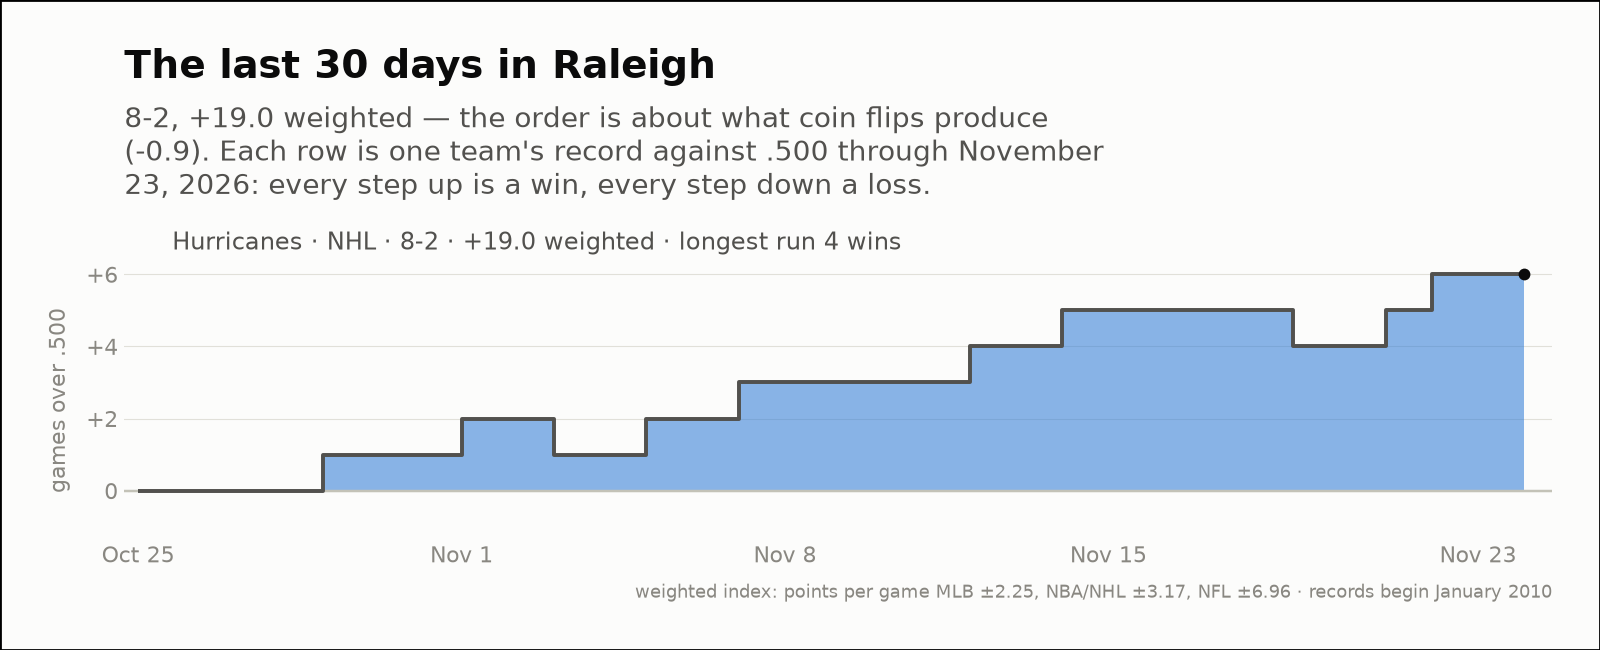 The last 30 days in Raleigh
8-2, +19.0 weighted — the order is about what coin flips produce
(-0.9). Each row is one team's record against .500 through November
23, 2026: every step up is a win, every step down a loss.
Hurricanes · NHL · 8-2 · +19.0 weighted · longest run 4 wins
+6
+4
+2
0
games over .500
Oct 25
Nov 1
Nov 8
Nov 15
Nov 23
weighted index: points per game MLB ±2.25, NBA/NHL ±3.17, NFL ±6.96 · records begin January 2010